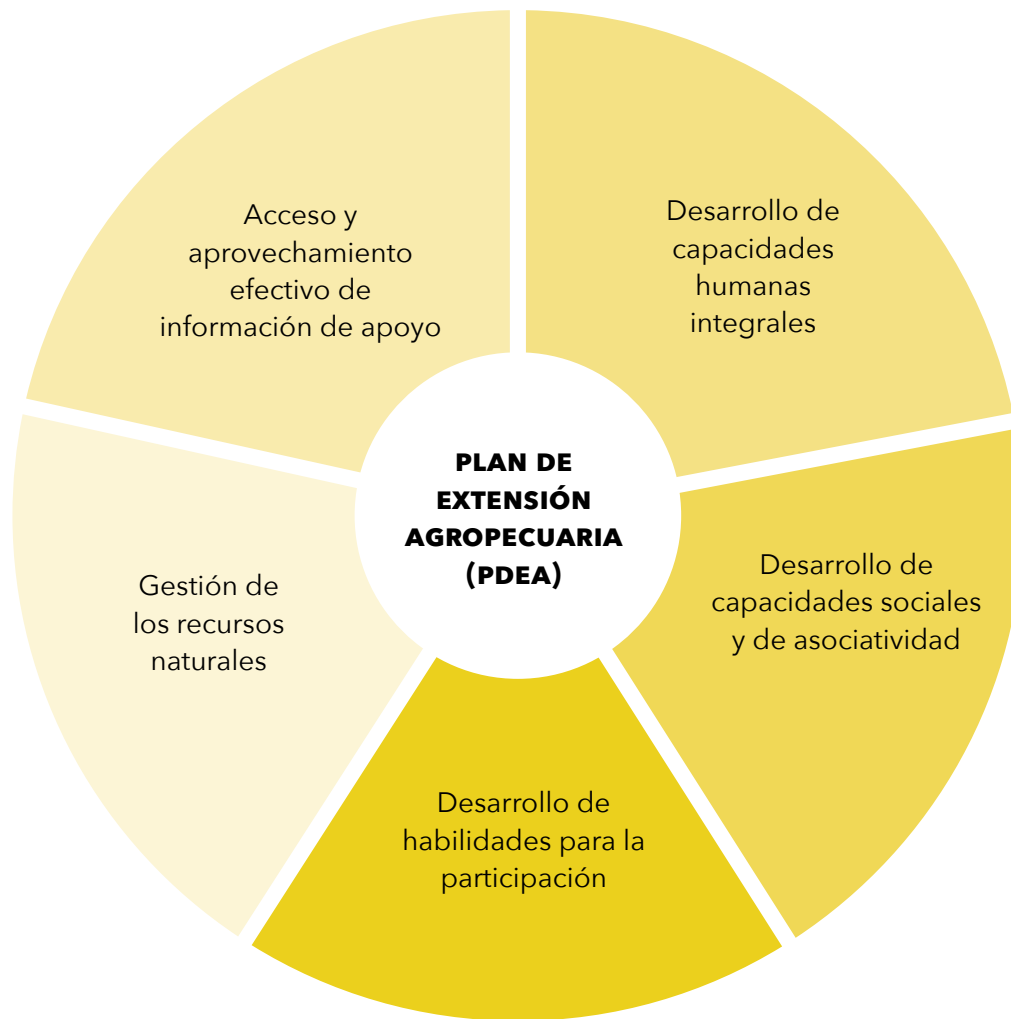 Acceso y
aprovechamiento
efectivo de
información de apoyo
Desarrollo de
capacidades
humanas
integrales
PLAN DE
EXTENSIÓN
AGROPECUARIA
(PDEA)
Desarrollo de
capacidades sociales
y de asociatividad
Gestión de
los recursos
naturales
Desarrollo de
habilidades para la
participación